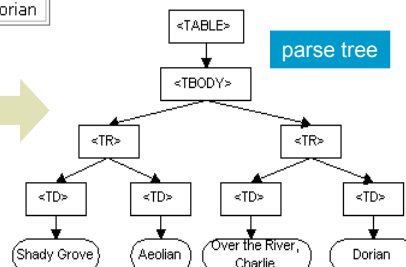 orian
<TABLE>
parse tree
<TBODY>
<TR>
<TR>
<TD>
<TD>
<TD>
<TD>
Shady Grove
Aeolian
Over the River,
Charlie
Dorian